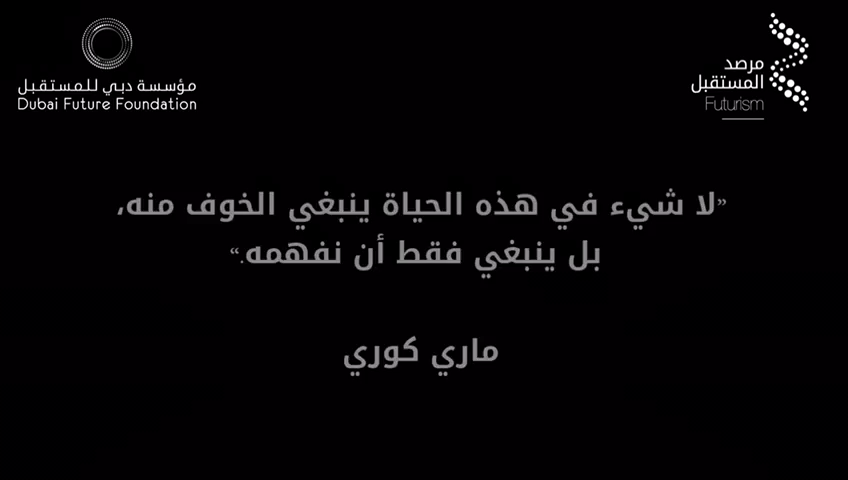 مؤسسة دبي للمستقبل
Dubai Future Foundation
مرصد
المستقبل
Futurism
”لا شيء في هذه الحياة ينبغي الخوف منه،
بل ينبغي فقط أن نفهمه.“
ماري كوري